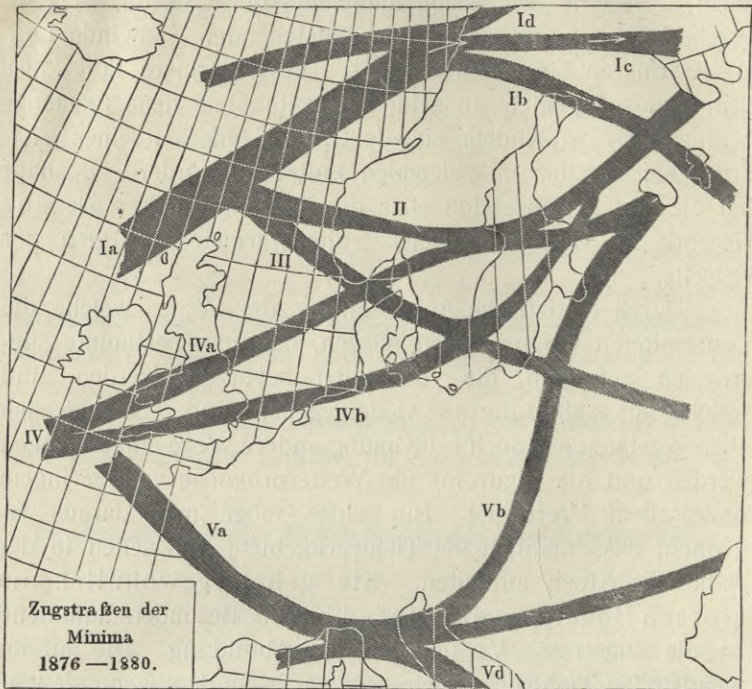 Id
Ic
Ib
Ia
II
III
IVa
IV
IVb
Va
Vb
Zugstraßen der
Minima
1876—1880.
Vd